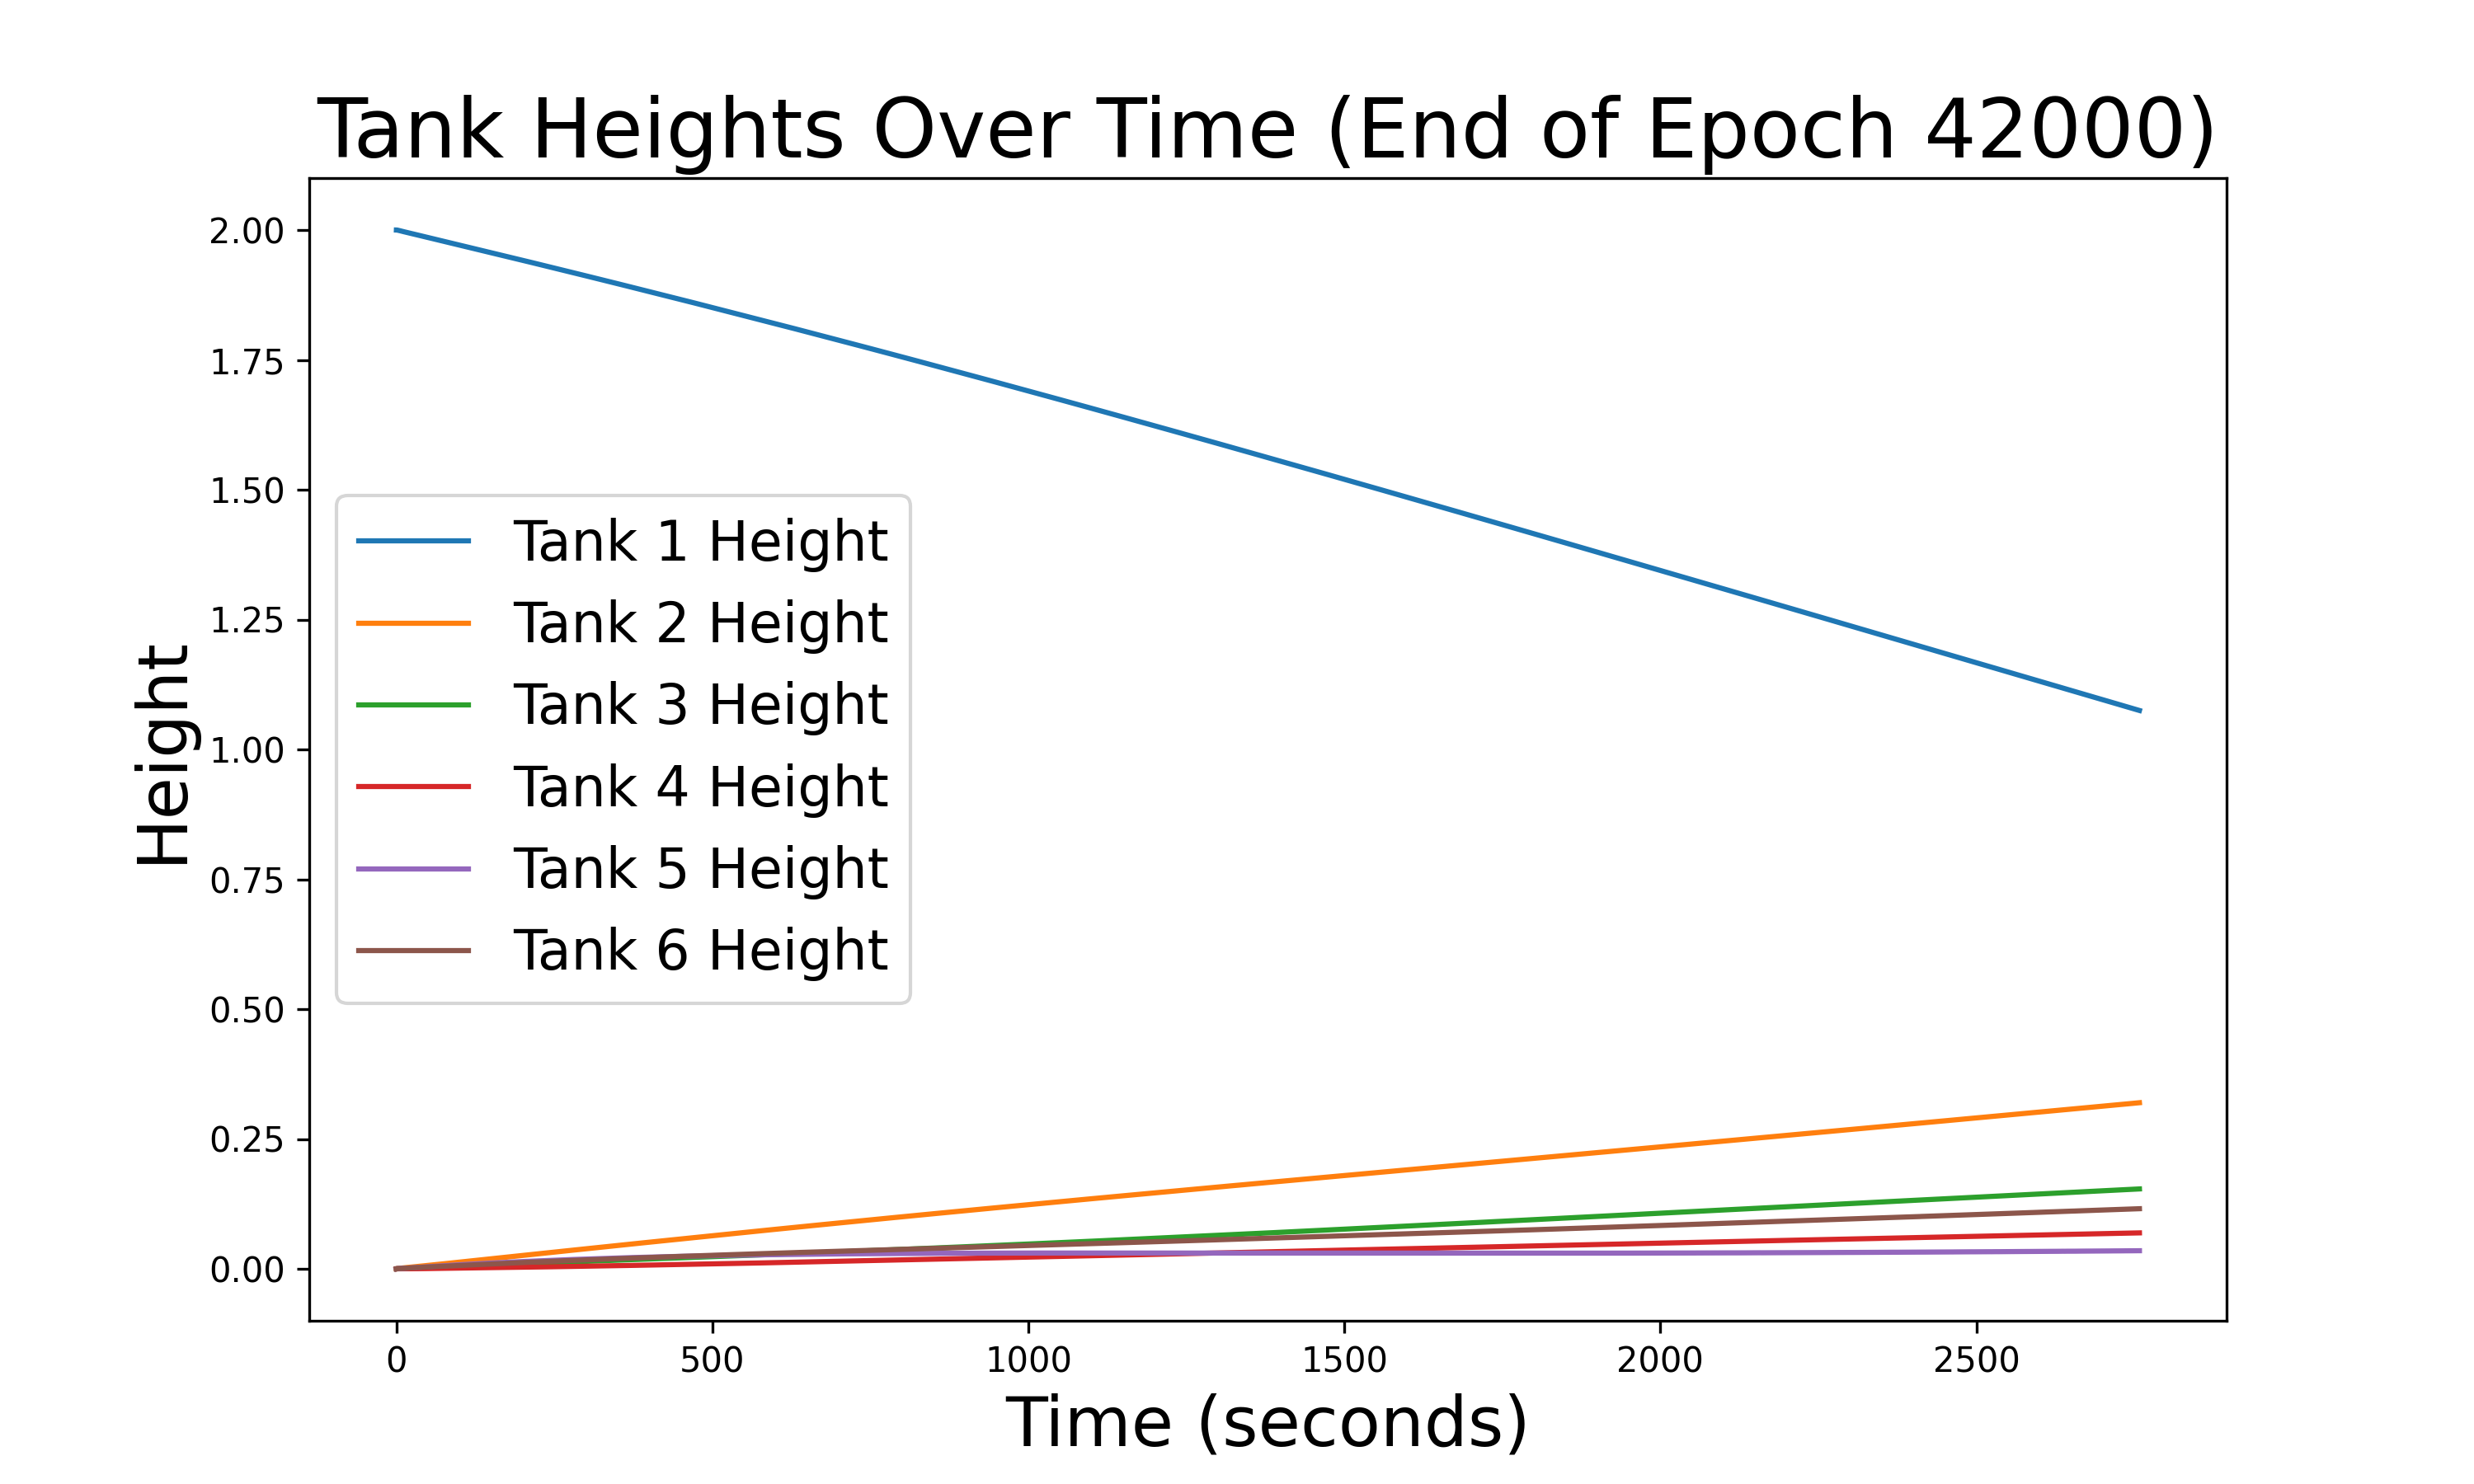 Tank Heights Over Time (End of Epoch 42000)
Height
2.00
1.75
1.50
1.25
1.00
0.75
0.50
0.25
0.00
Tank 1 Height
Tank 2 Height
Tank 3 Height
Tank 4 Height
Tank 5 Height
Tank 6 Height
0 500 1000 1500 2000 2500
Time (seconds)